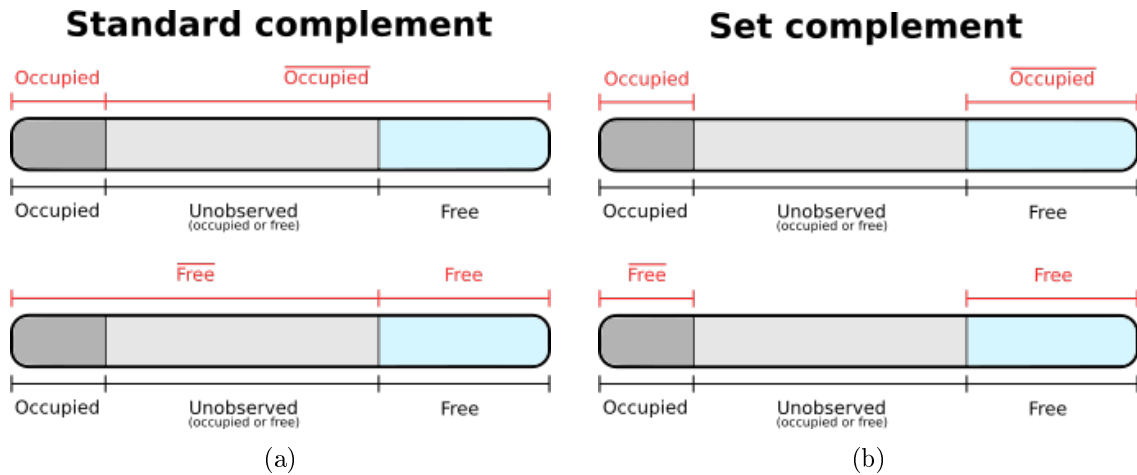 Standard complement
Set complement
Occupied Occupied
Occupied Occupied
Occupied Unobserved Free
(occupied or free)
Occupied Unobserved Free
(occupied or free)
Free Free
Free Free
Occupied Unobserved Free
(occupied or free)
Occupied Unobserved Free
(occupied or free)
(a)
(b)